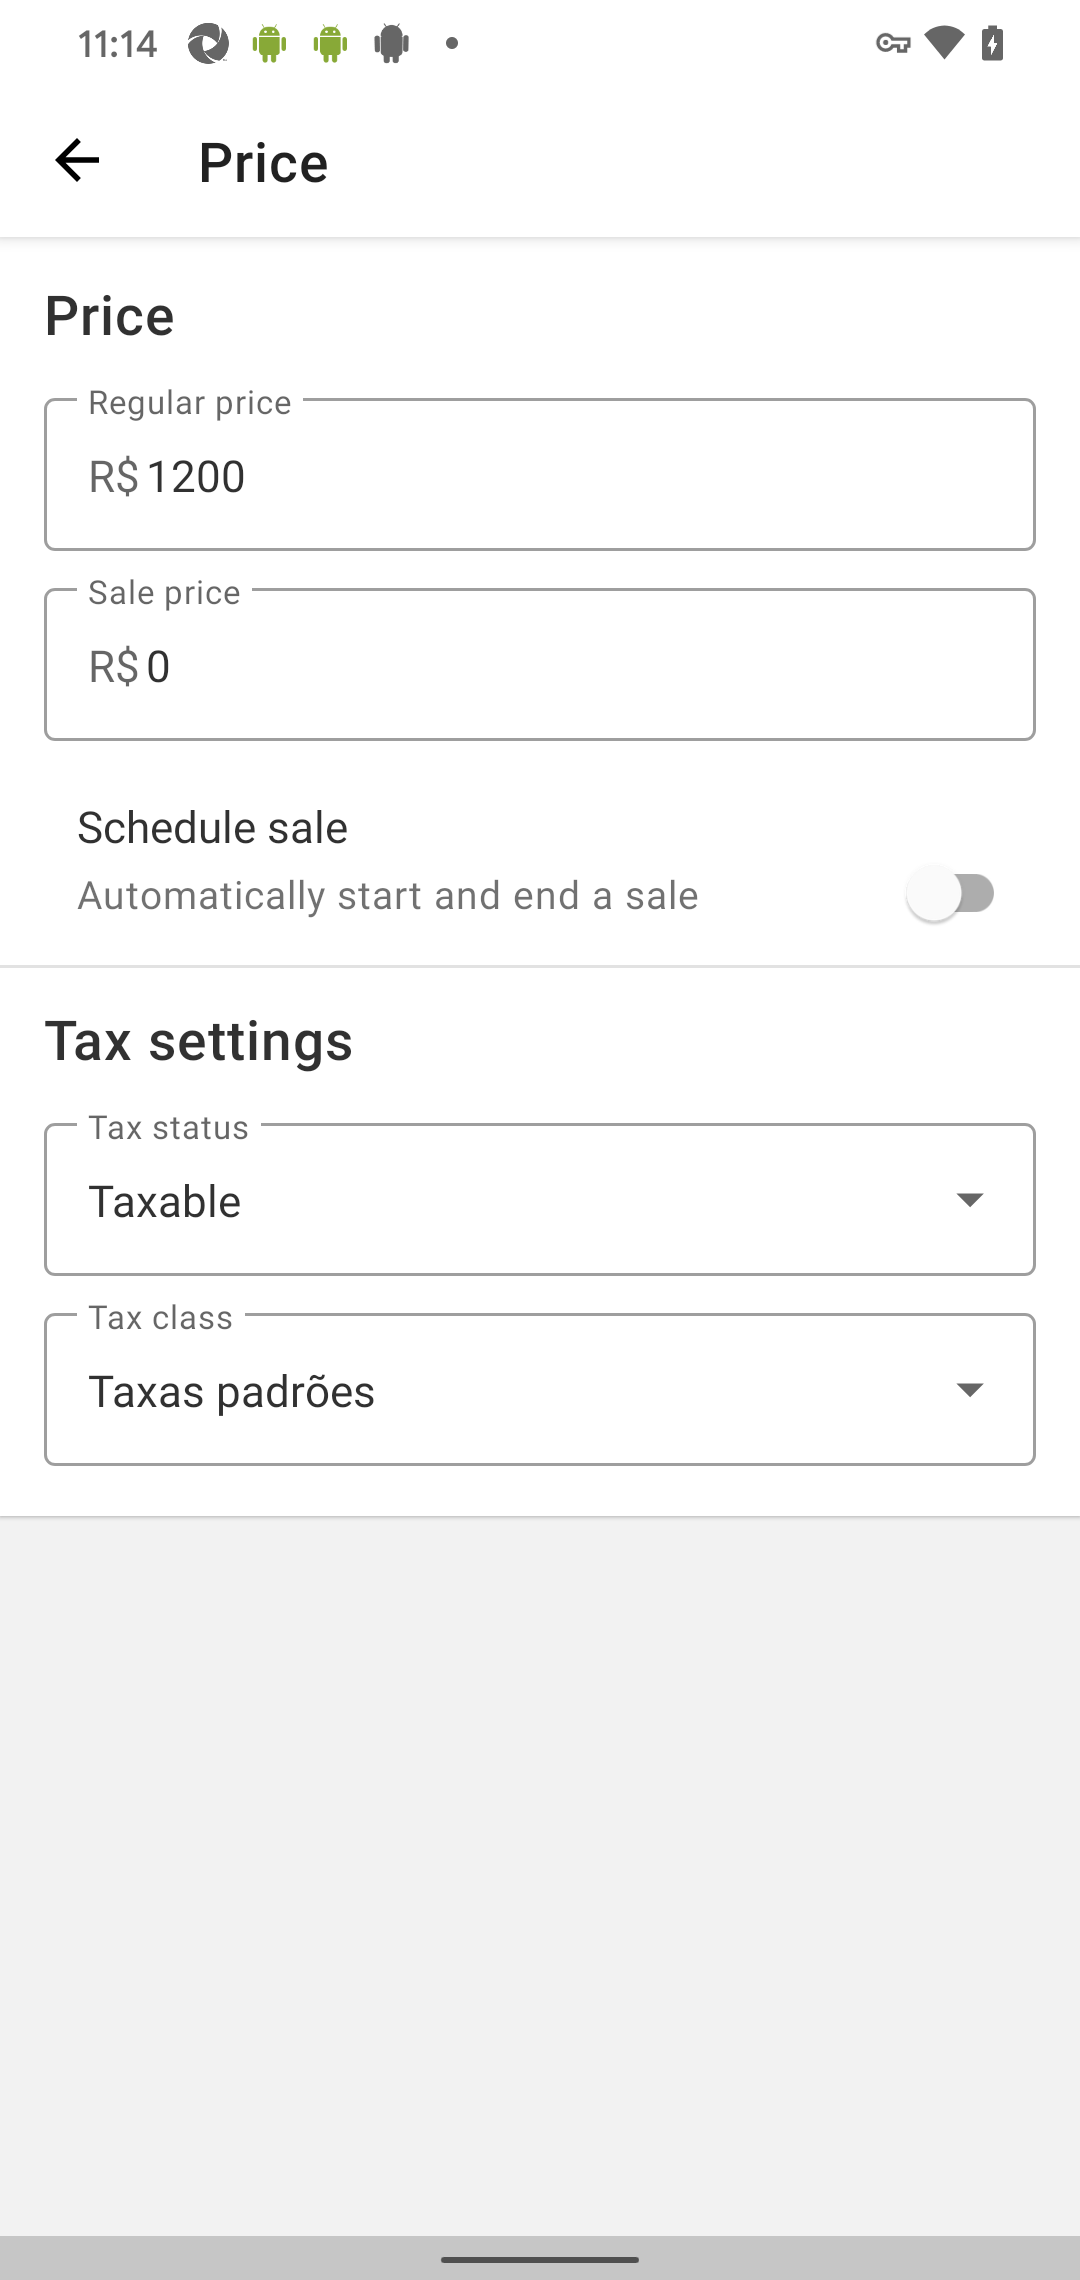 11:14
Price
Price
Regular price
R$ 1200
Sale price
R$ 0
Schedule sale
Automatically start and end a sale
Tax settings
Tax status
Taxable
Tax class
Taxas padrões